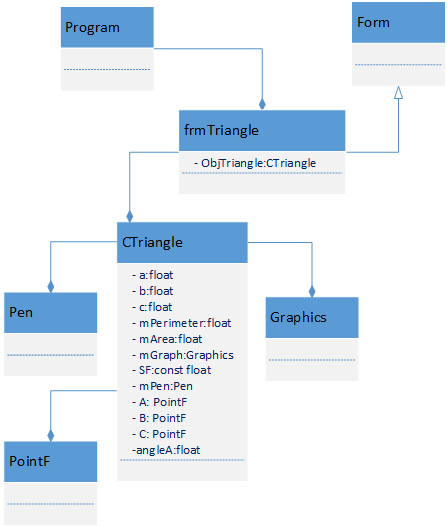 Program
Form
frmTriangle
- ObjTriangle:CTriangle
CTriangle
- a:float
- b:float
- c:float
- mPerimeter:float
- mArea:float
- mGraph:Graphics
- SF:const float
- mPen:Pen
- A: PointF
- B: PointF
- C: PointF
-angleA:float
Pen
Graphics
PointF